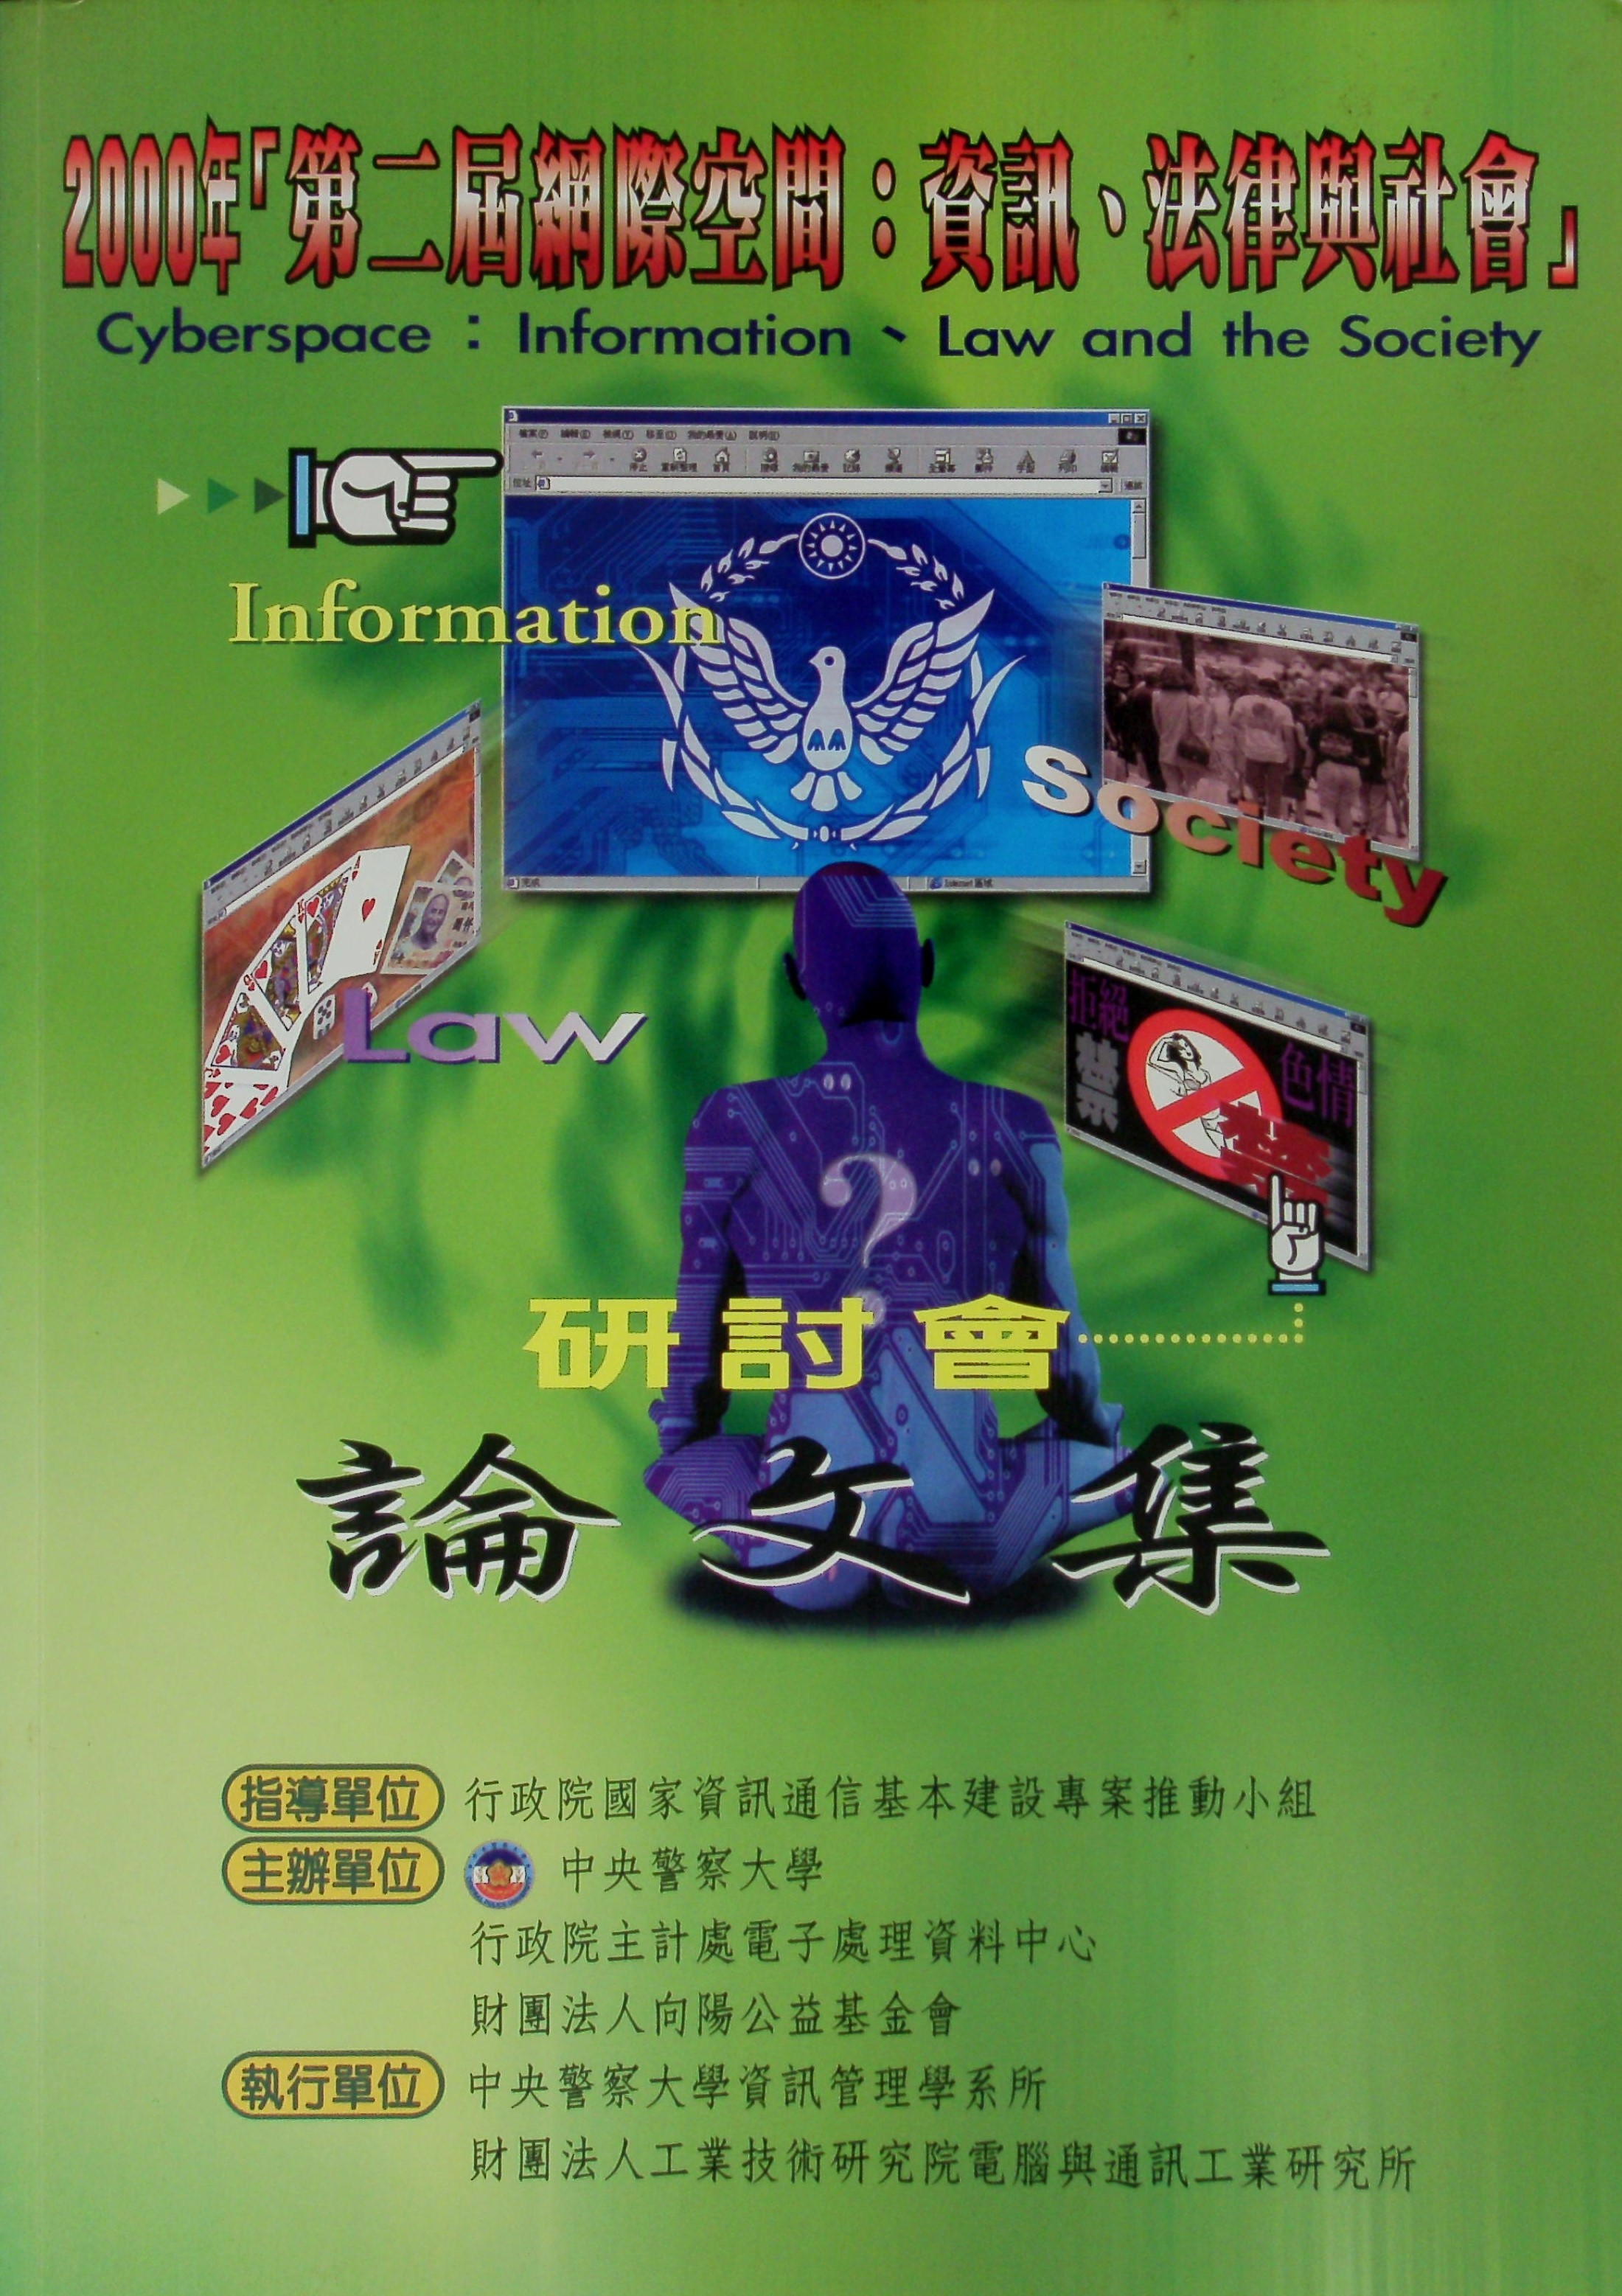 2000年「第二屆網際空間：資訊、法律與社會」
Cyberspace：Information、Law and the Society
Information
Society
Law
拒絕
色情
禁
禁
?
研討會
論文集
指導單位 行政院國家資訊通信基本建設專案推動小組
主辦單位 中央警察大學
行政院主計處電子處理資料中心
財團法人向陽公益基金會
執行單位 中央警察大學資訊管理學系所
財團法人工業技術研究院電腦與通訊工業研究所